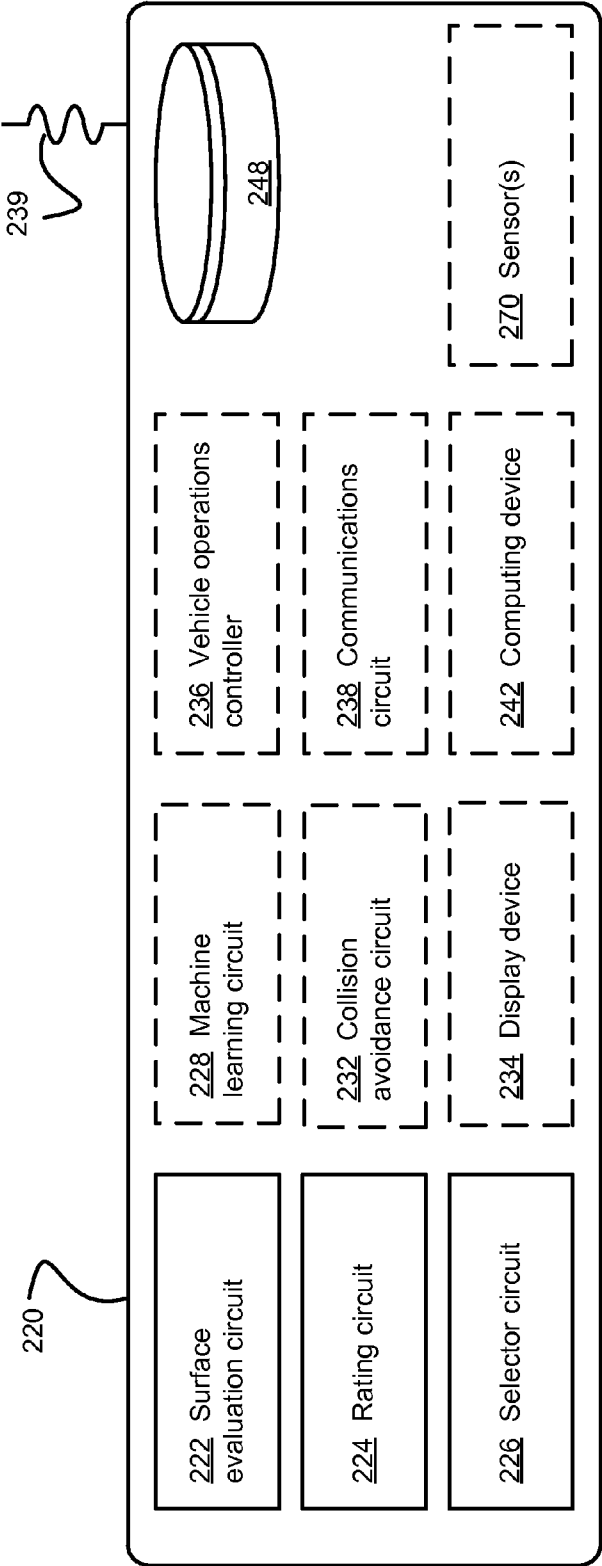 220
239
222 Surface
evaluation circuit
224 Rating circuit
226 Selector circuit
228 Machine
learning circuit
232 Collision
avoidance circuit
234 Display device
236 Vehicle operations
controller
238 Communications
circuit
242 Computing device
248
270 Sensor(s)